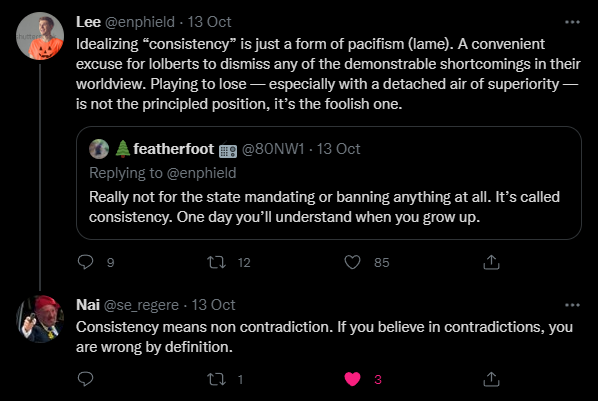 Lee @enphield · 13 Oct
Idealizing “consistency” is just a form of pacifism (lame). A convenient
excuse for lolberts to dismiss any of the demonstrable shortcomings in their
worldview. Playing to lose — especially with a detached air of superiority —
is not the principled position, it’s the foolish one.
featherfoot @80NW1 · 13 Oct
Replying to @enphield
Really not for the state mandating or banning anything at all. It’s called
consistency. One day you’ll understand when you grow up.
9 12 85
Nai @se_regere · 13 Oct
Consistency means non contradiction. If you believe in contradictions, you
are wrong by definition.
1 3